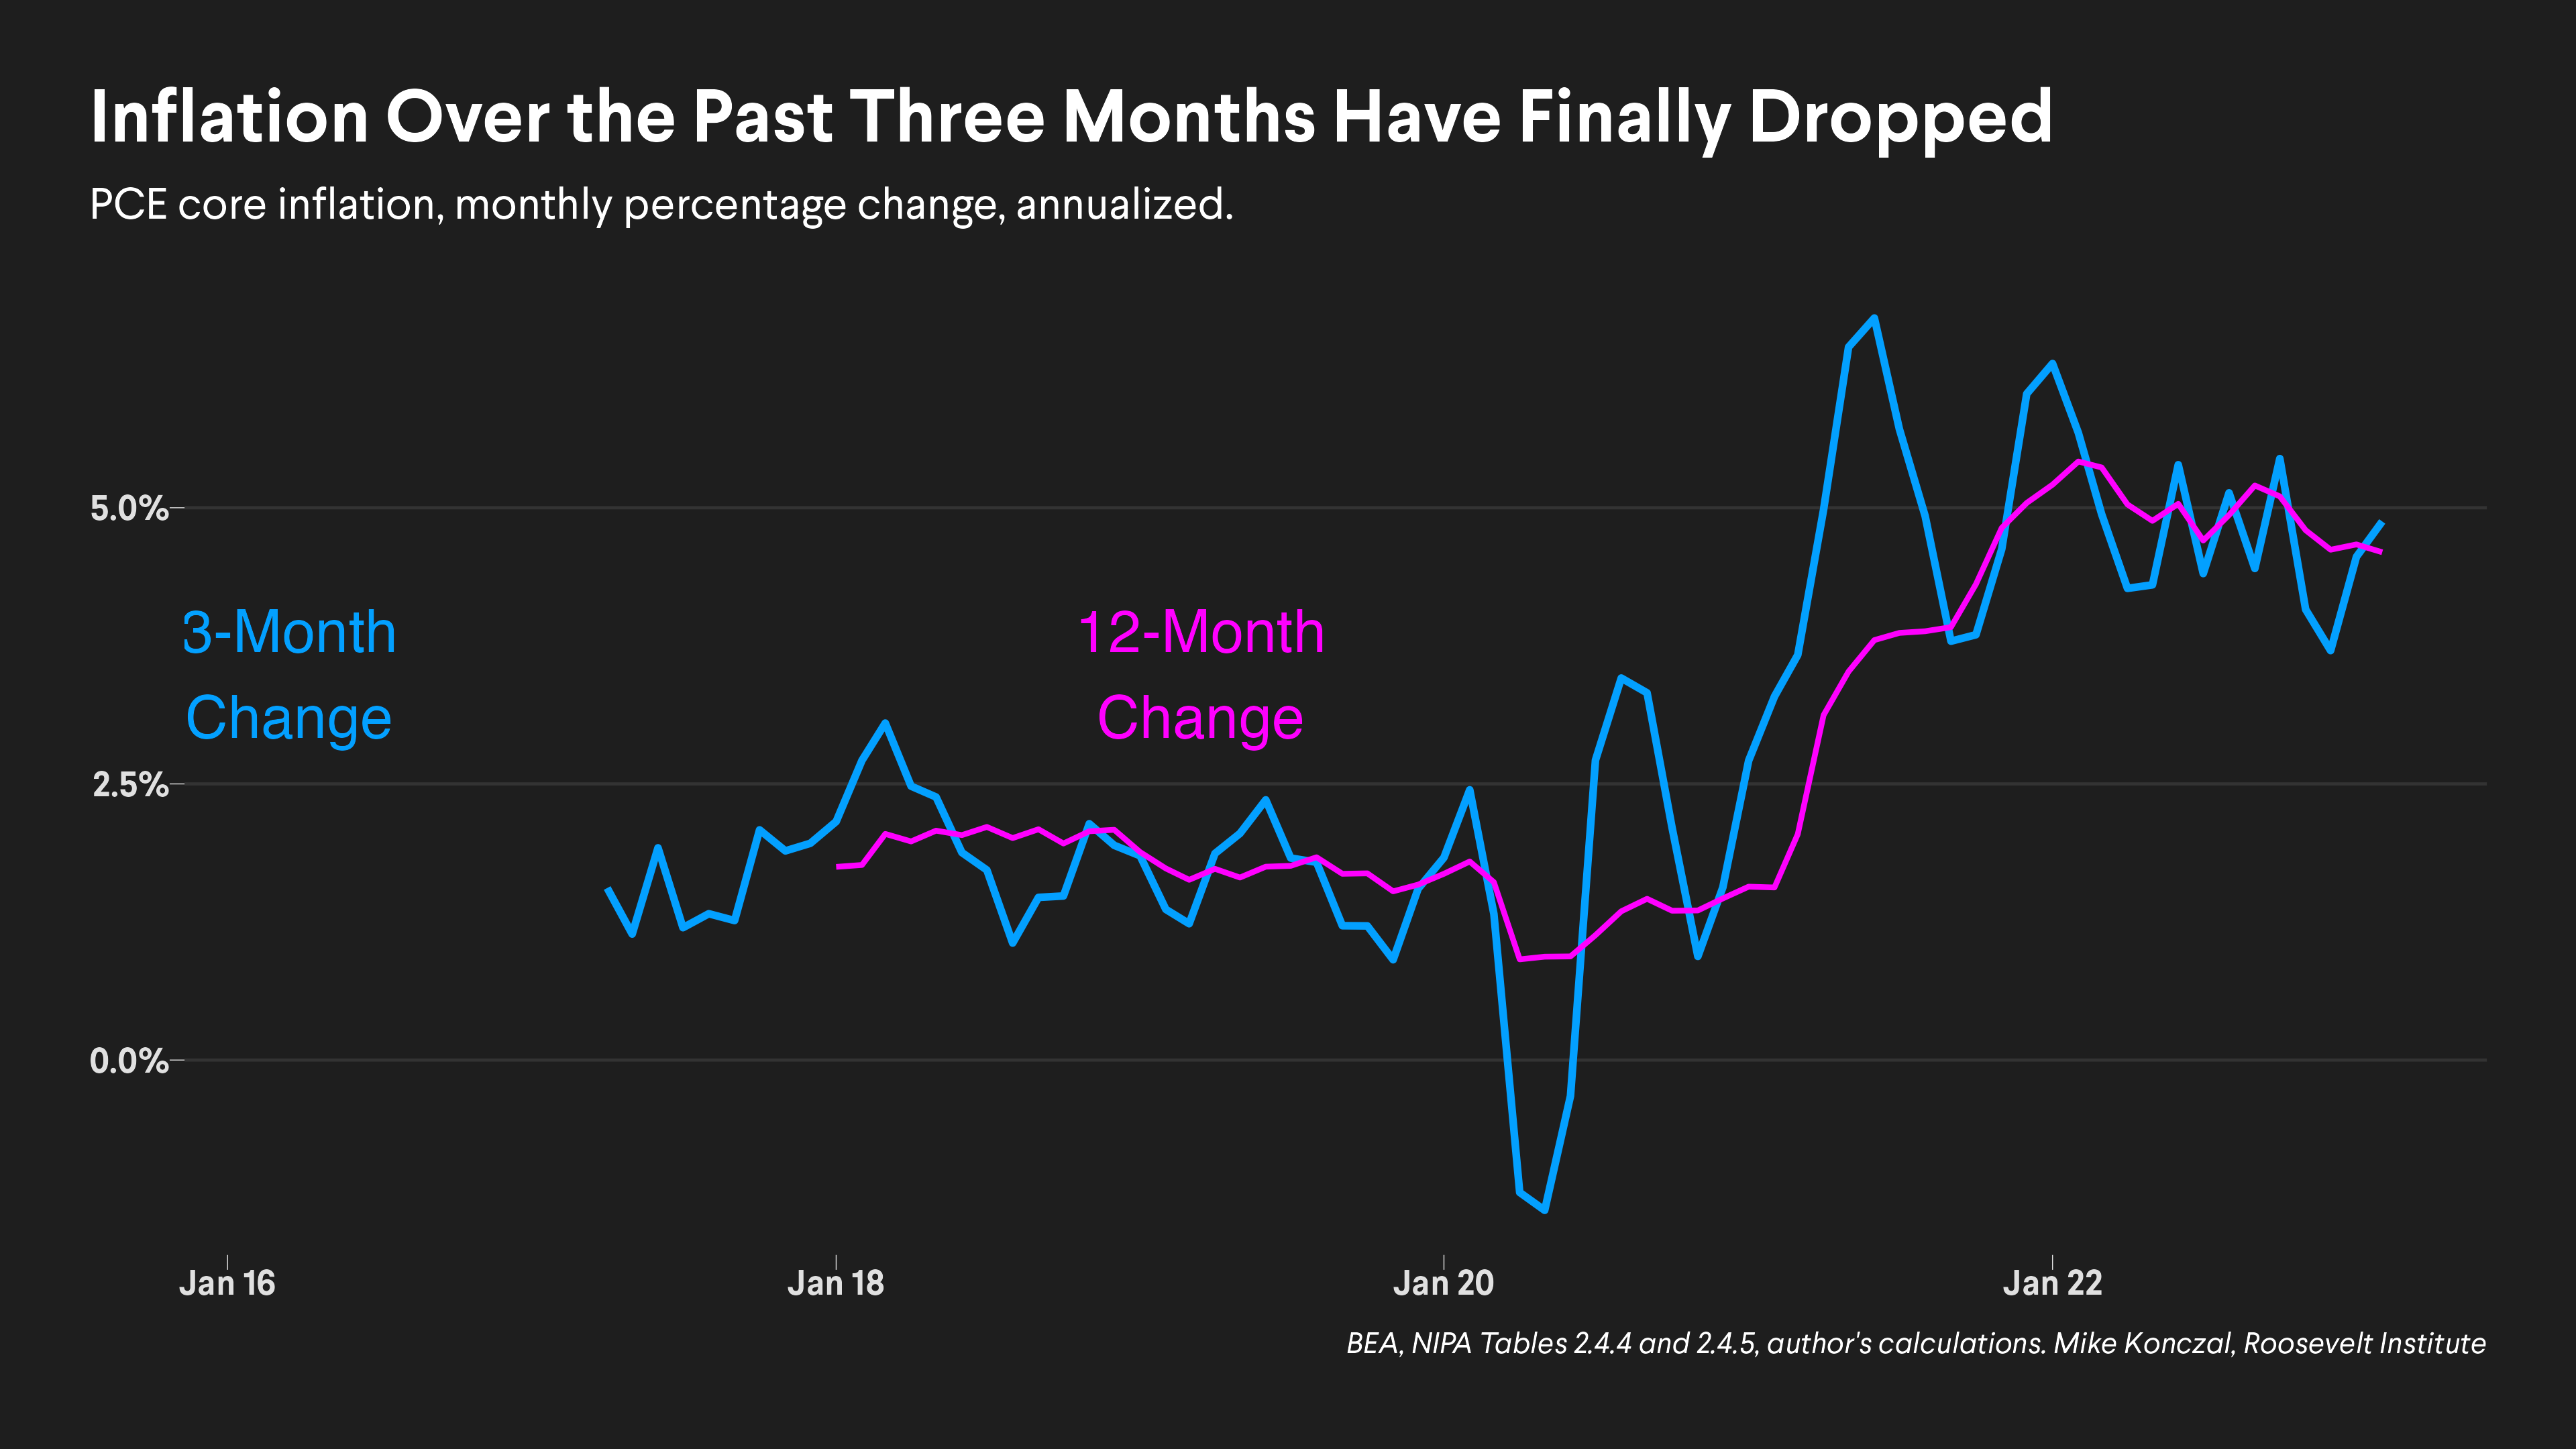 Inflation Over the Past Three Months Have Finally Dropped
PCE core inflation, monthly percentage change, annualized.
5.0%
3-Month
Change
12-Month
Change
2.5%
0.0%
Jan 16
Jan 18
Jan 20
Jan 22
BEA, NIPA Tables 2.4.4 and 2.4.5, author's calculations. Mike Konczal, Roosevelt Institute